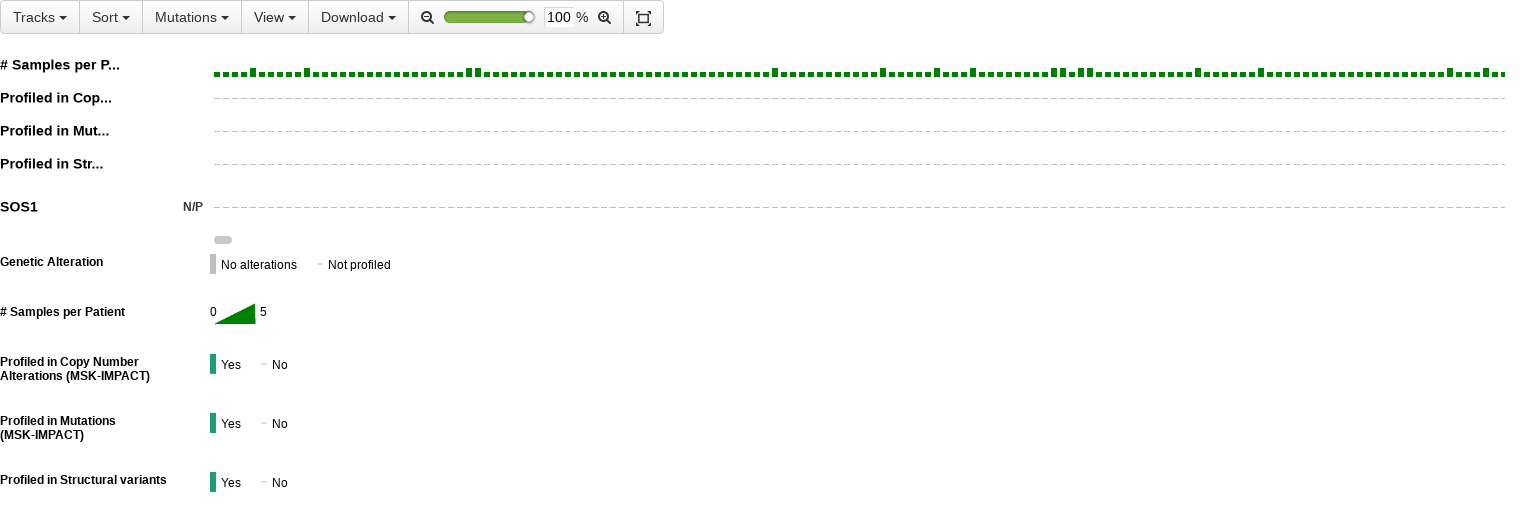 Tracks Sort Mutations View Download 100 %
# Samples per P...
Profiled in Cop...
Profiled in Mut...
Profiled in Str...
SOS1 N/P
Genetic Alteration No alterations Not profiled
# Samples per Patient 0 5
Profiled in Copy Number
Alterations (MSK-IMPACT) Yes No
Profiled in Mutations
(MSK-IMPACT) Yes No
Profiled in Structural variants Yes No